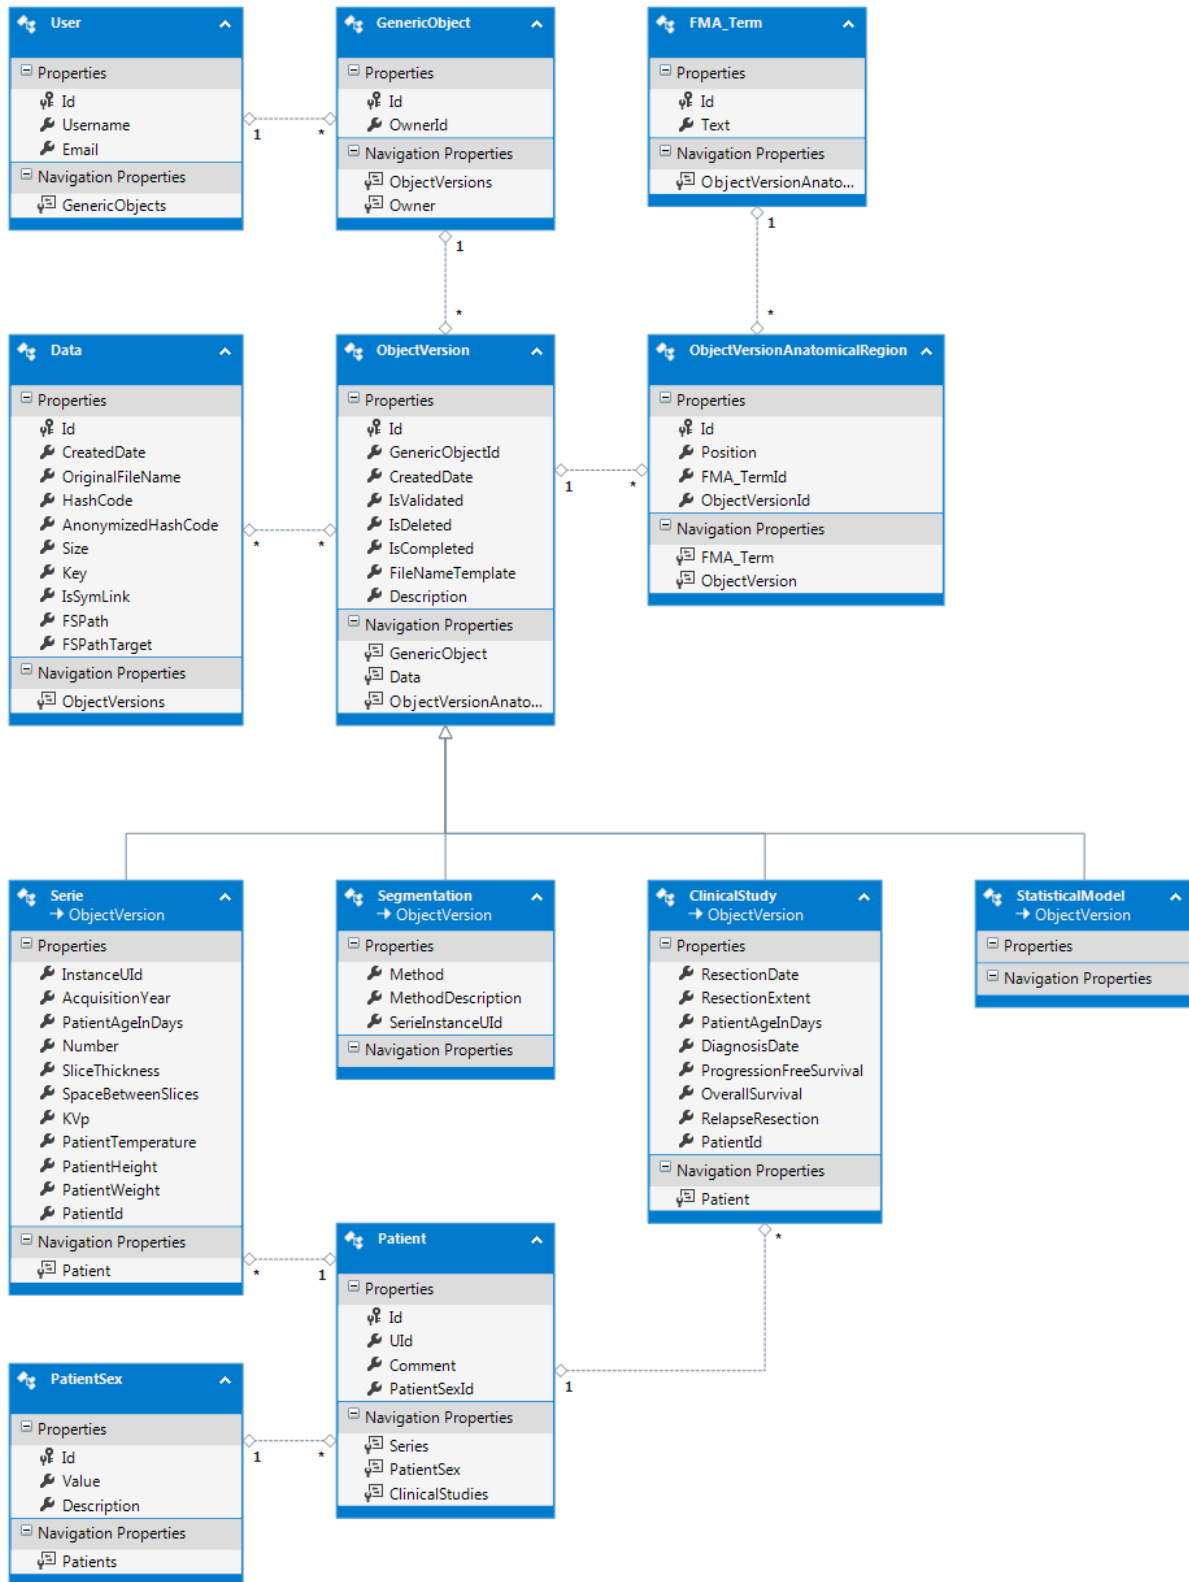 User
Properties
Id
Username
Email
Navigation Properties
GenericObjects
1
*
GenericObject
Properties
Id
OwnerId
Navigation Properties
ObjectVersions
Owner
1
*
FMA_Term
Properties
Id
Text
Navigation Properties
ObjectVersionAnato...
1
*
Data
Properties
Id
CreatedDate
OriginalFileName
HashCode
AnonymizedHashCode
Size
Key
IsSymLink
FSPath
FSPathTarget
Navigation Properties
ObjectVersions
*
*
ObjectVersion
Properties
Id
GenericObjectId
CreatedDate
IsValidated
IsDeleted
IsCompleted
FileNameTemplate
Description
Navigation Properties
GenericObject
Data
ObjectVersionAnato...
1
*
ObjectVersionAnatomicalRegion
Properties
Id
Position
FMA_TermId
ObjectVersionId
Navigation Properties
FMA_Term
ObjectVersion
Serie
ObjectVersion
Properties
InstanceUId
AcquisitionYear
PatientAgeInDays
Number
SliceThickness
SpaceBetweenSlices
KVp
PatientTemperature
PatientHeight
PatientWeight
PatientId
Navigation Properties
Patient
*
1
Segmentation
ObjectVersion
Properties
Method
MethodDescription
SerieInstanceUId
Navigation Properties
ClinicalStudy
ObjectVersion
Properties
ResectionDate
ResectionExtent
PatientAgeInDays
DiagnosisDate
ProgressionFreeSurvival
OverallSurvival
RelapseResection
PatientId
Navigation Properties
Patient
*
StatisticalModel
ObjectVersion
Properties
Navigation Properties
Patient
Properties
Id
UId
Comment
PatientSexId
Navigation Properties
Series
PatientSex
ClinicalStudies
1
PatientSex
Properties
Id
Value
Description
Navigation Properties
Patients
1
*